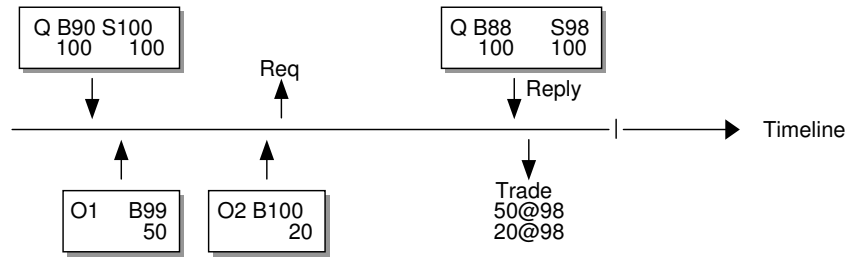 Q B90 S100
100 100
Q B88 S98
100 100
Req
Reply
Timeline
O1 B99
50
O2 B100
20
Trade
50@98
20@98